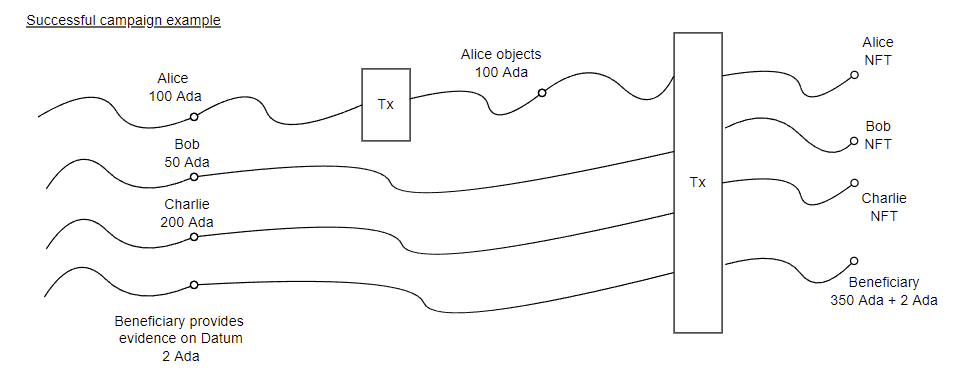 Successful campaign example
Alice
100 Ada
Tx
Alice objects
100 Ada
Alice
NFT
Bob
50 Ada
Bob
NFT
Charlie
200 Ada
Tx
Charlie
NFT
Beneficiary provides
evidence on Datum
2 Ada
Beneficiary
350 Ada + 2 Ada